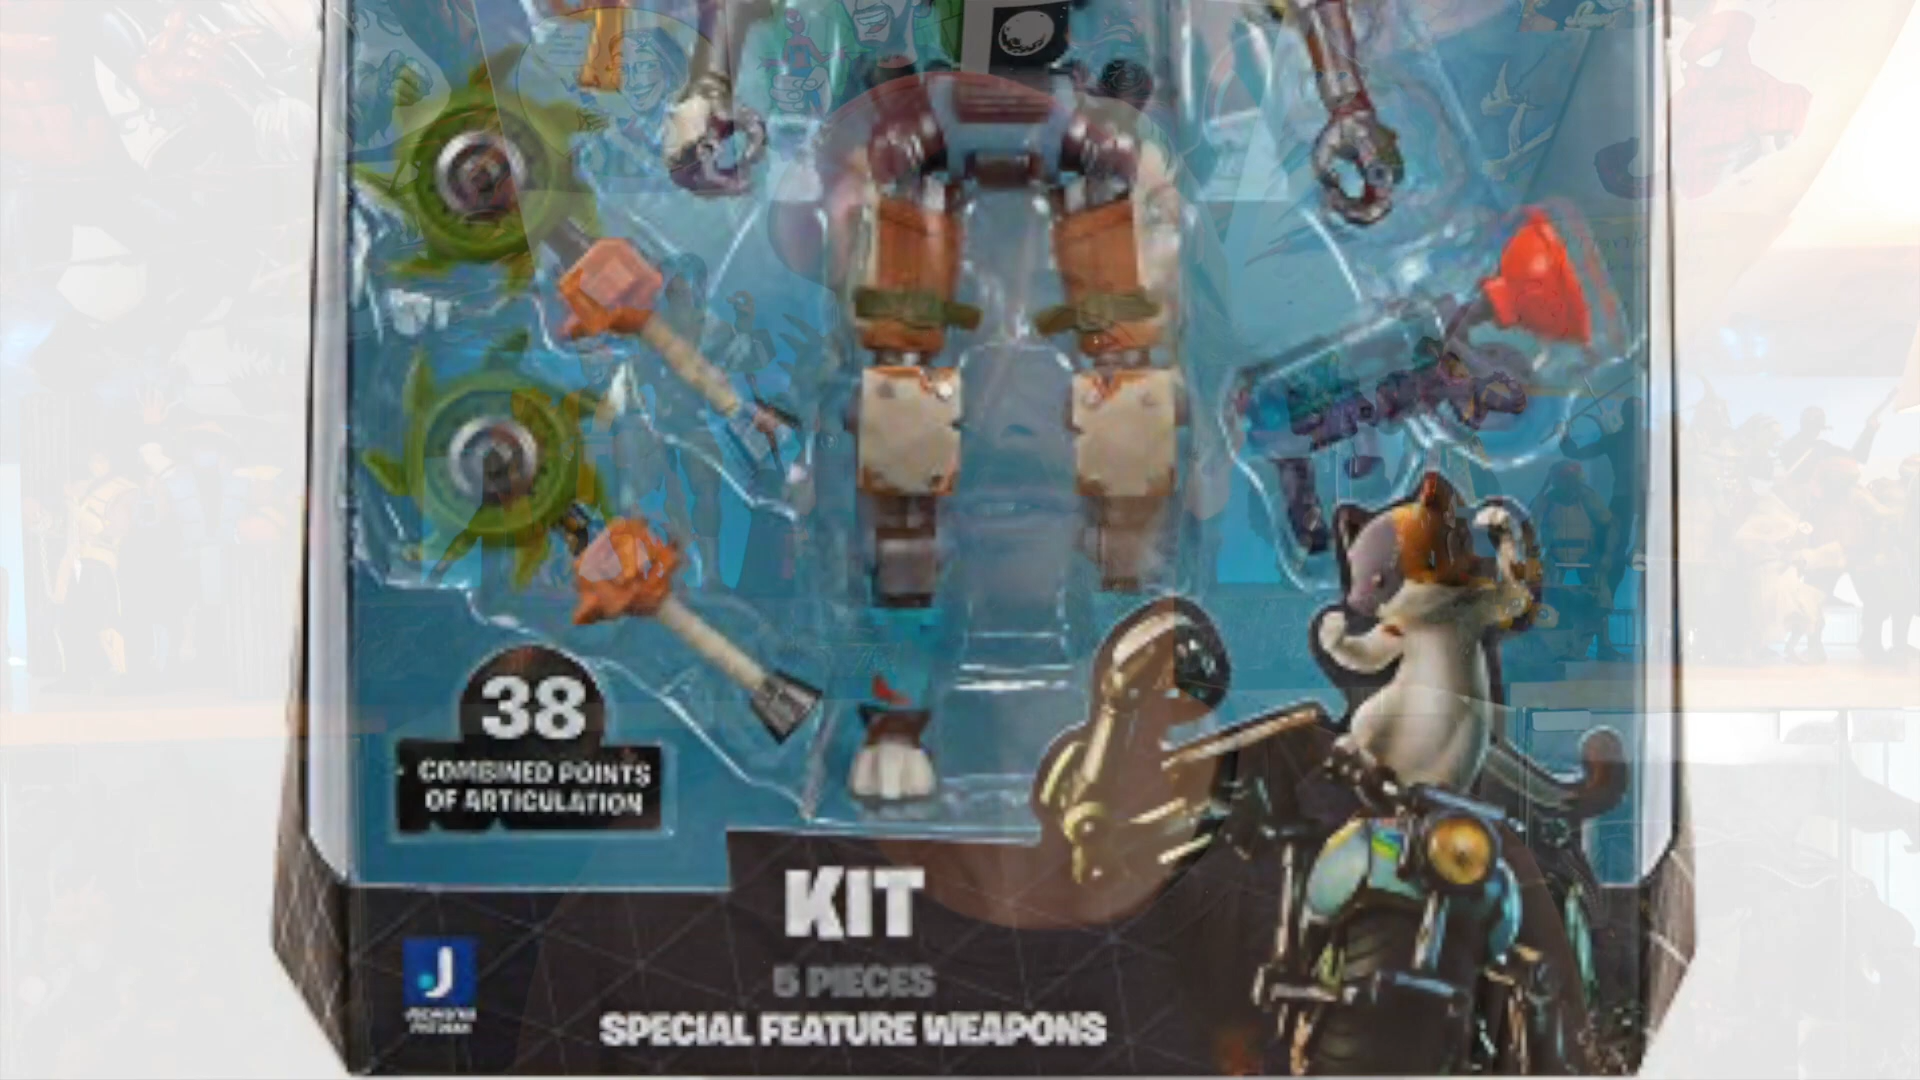 38
COMBINED POINTS
OF ARTICULATION
KIT
5 PIECES
SPECIAL FEATURE WEAPONS
J